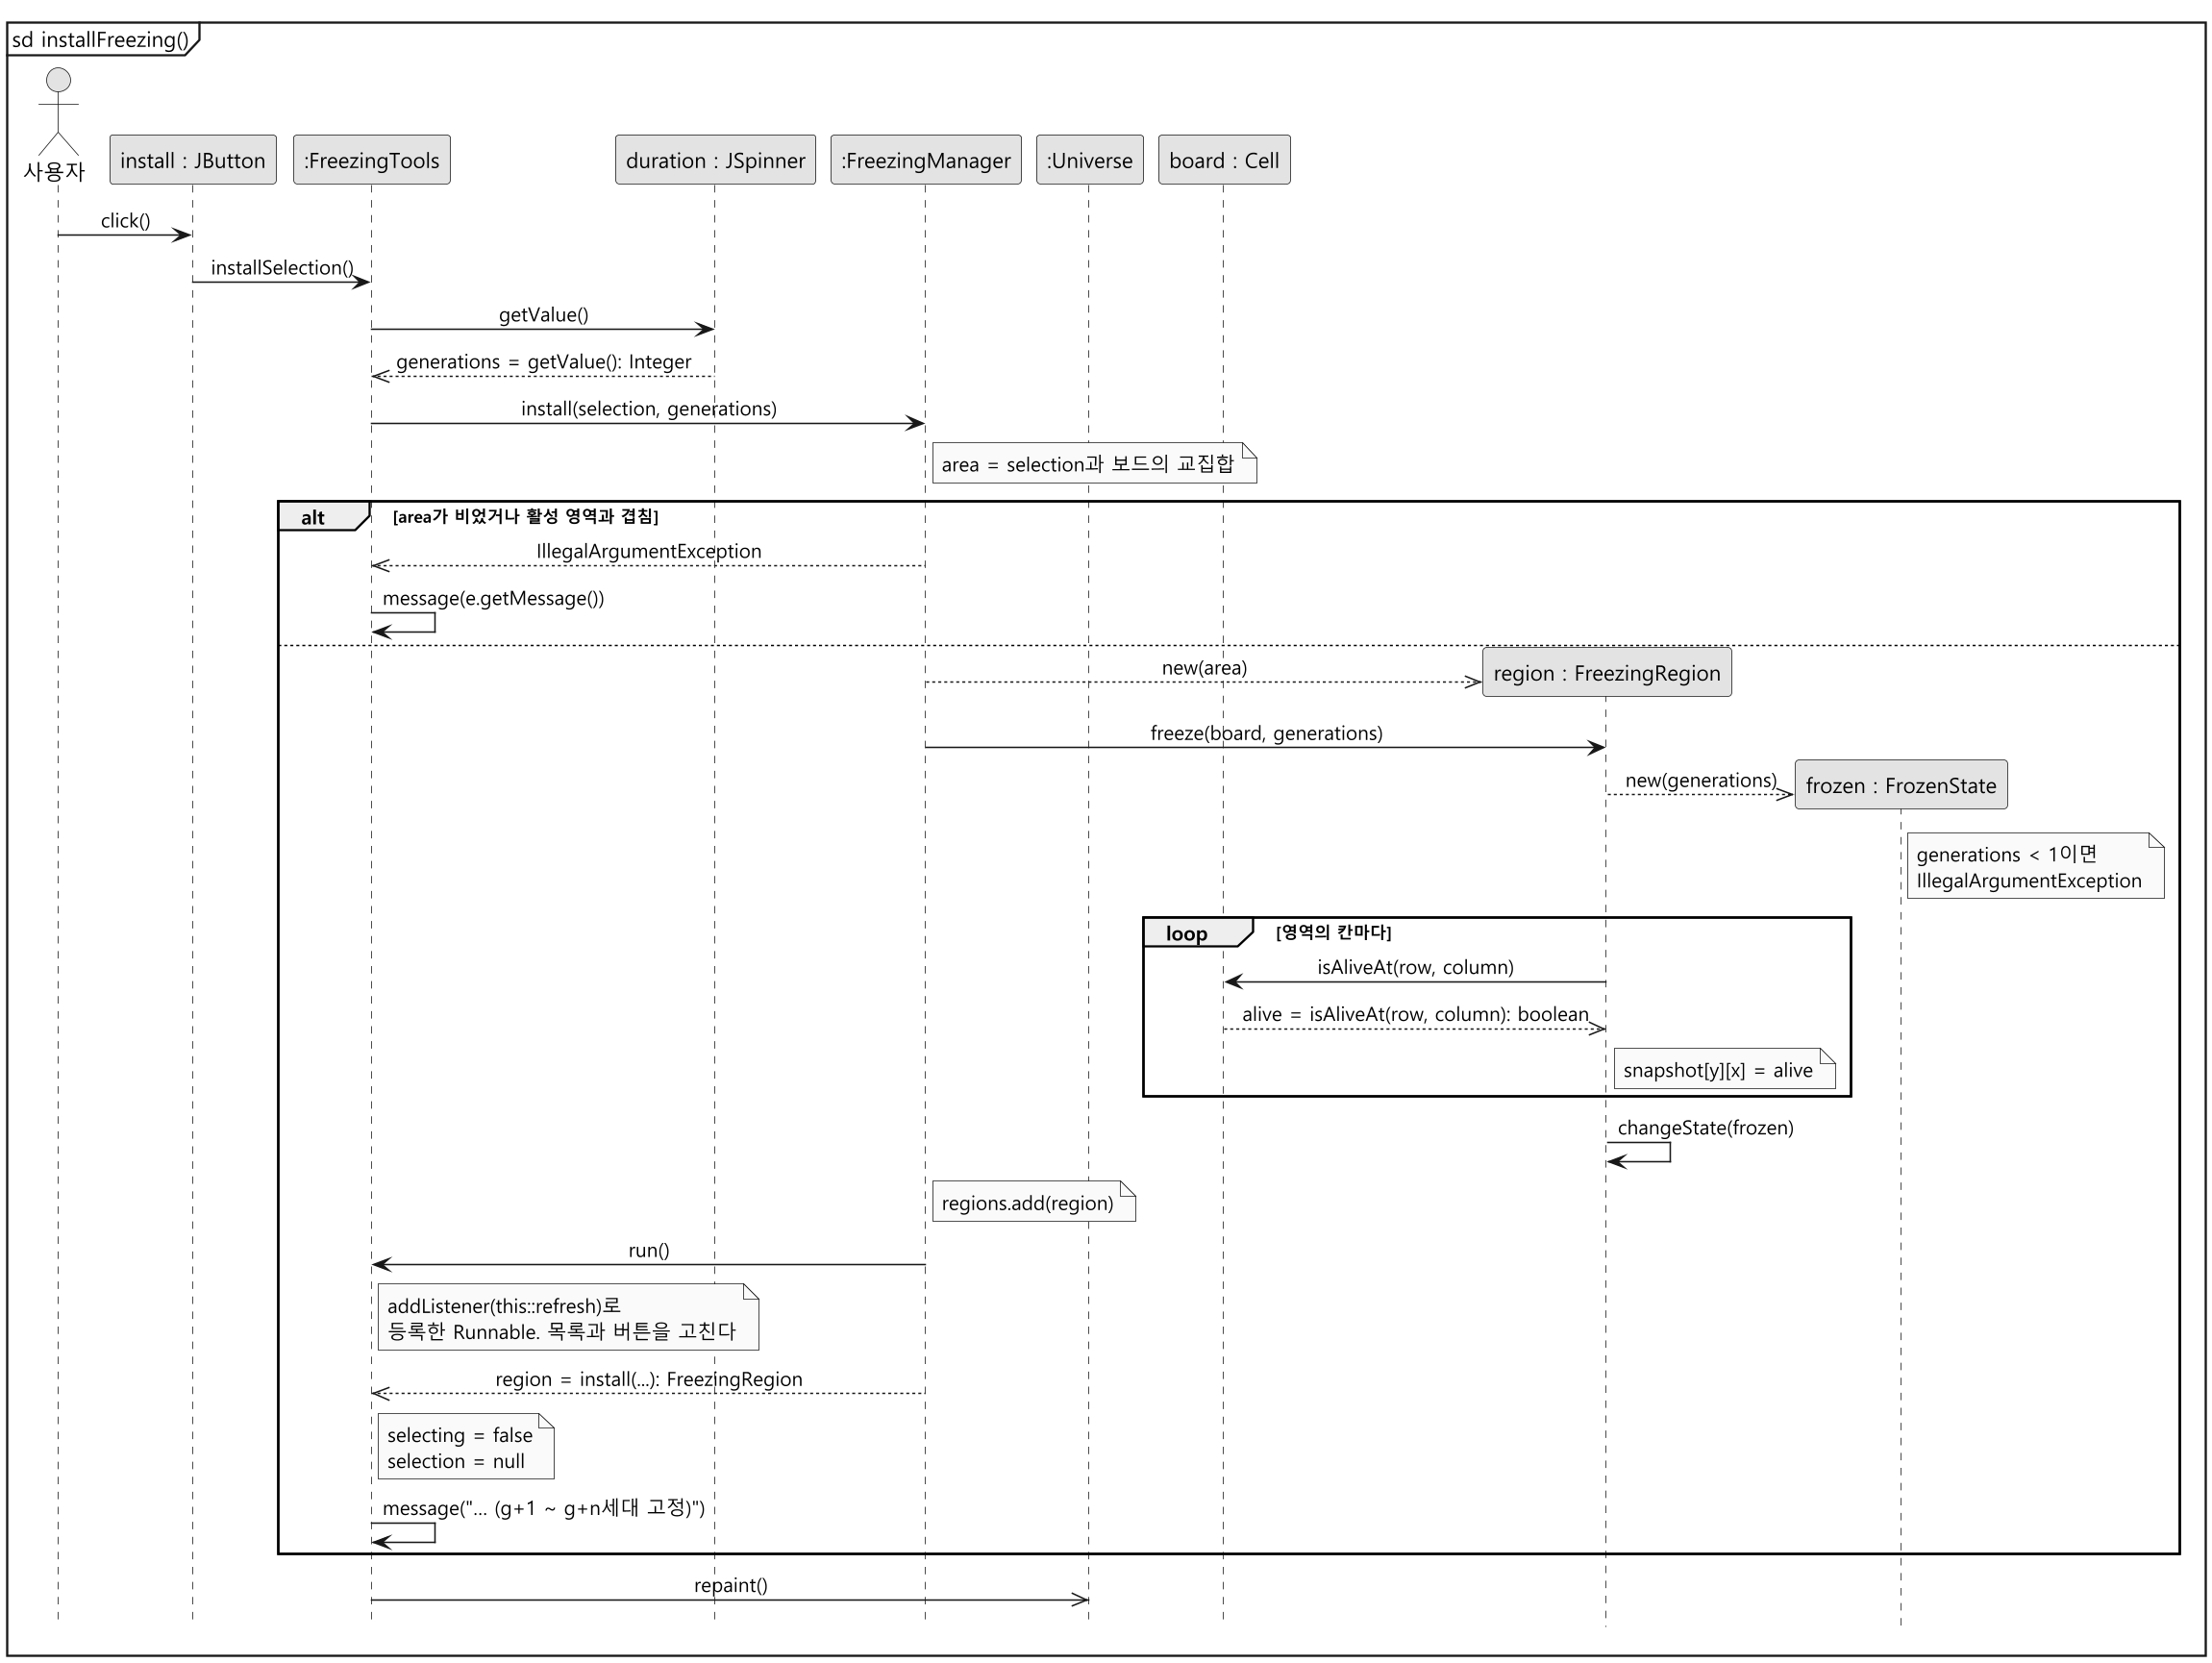 sd installFreezing()
사용자
install : JButton
:FreezingTools
duration : JSpinner
:FreezingManager
:Universe
board : Cell
click()
installSelection()
getValue()
generations = getValue(): Integer
install(selection, generations)
area = selection과 보드의 교집합
alt
[area가 비었거나 활성 영역과 겹침]
IllegalArgumentException
message(e.getMessage())
new(area)
region : FreezingRegion
freeze(board, generations)
new(generations)
frozen : FrozenState
generations < 1이면
IllegalArgumentException
loop
[영역의 칸마다]
isAliveAt(row, column)
alive = isAliveAt(row, column): boolean
snapshot[y][x] = alive
changeState(frozen)
regions.add(region)
run()
addListener(this::refresh)로
등록한 Runnable. 목록과 버튼을 고친다
region = install(...): FreezingRegion
selecting = false
selection = null
message("... (g+1 ~ g+n세대 고정)")
repaint()